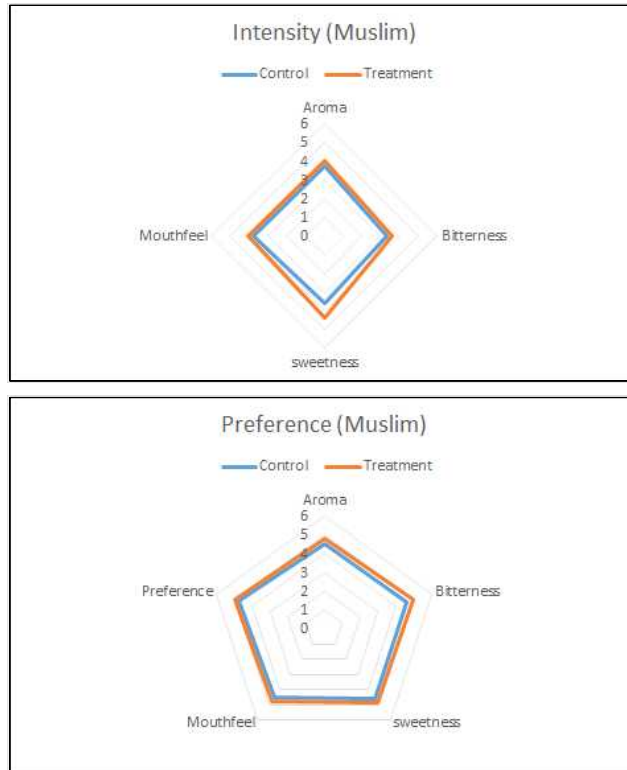 Intensity (Muslim)
Control Treatment
Aroma
6
5
4
3
2
1
0
Mouthfeel
Bitterness
sweetness
Preference (Muslim)
Control Treatment
Aroma
6
5
4
3
2
1
0
Preference
Bitterness
Mouthfeel
sweetness